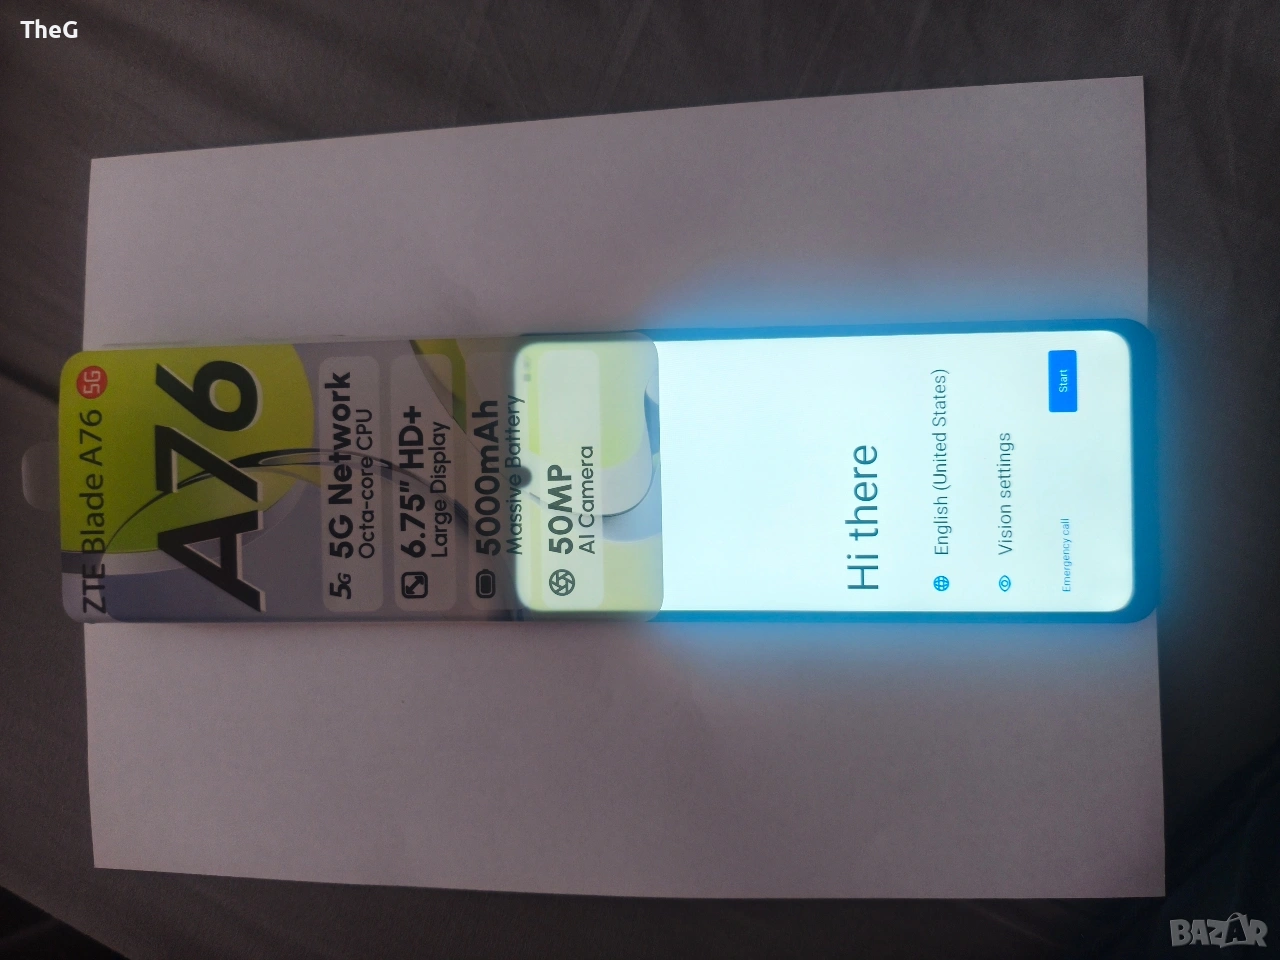 TheG
ZTE Blade A76 5G
A76
5G 5G Network
Octa-core CPU
6.75" HD+
Large Display
5000mAh
Massive Battery
50MP
AI Camera
Hi there
English (United States)
Vision settings
Emergency call
Start
BAZAR